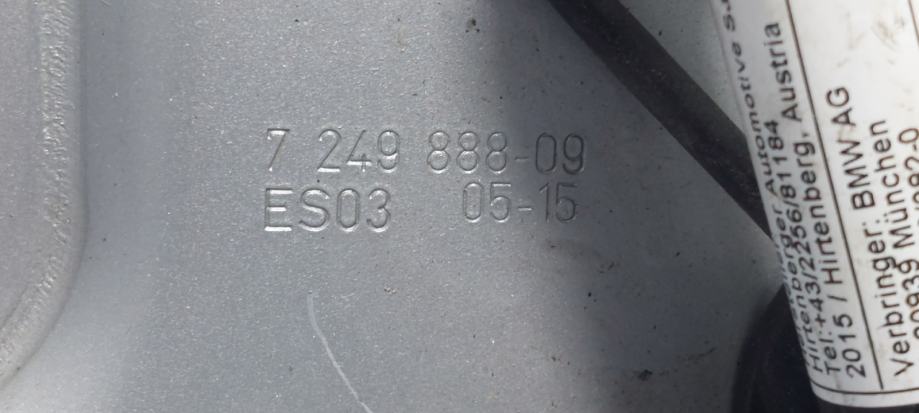 7 249 888-09
ES03 05-15
Automotive
Hirtenberger
Tel:+43/2256/81184
2015 / Hirtenberg, Austria
Verbringer: BMW AG
München